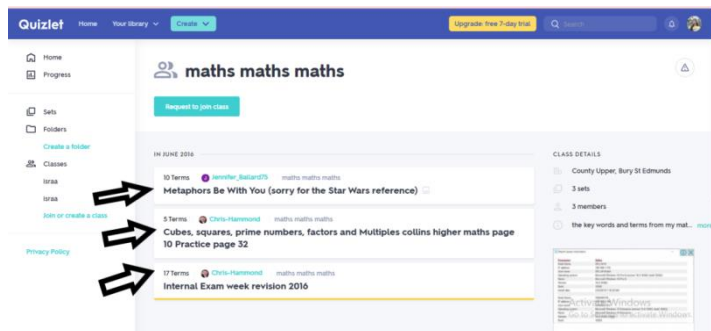 Quizlet
Home
Your library
Create
Upgrade: free 7-day trial
Search
Home
Progress
Sets
Folders
Create a folder
Classes
Israa
Israa
Join or create a class
Privacy Policy
maths maths maths
Request to join class
IN JUNE 2016
10 Terms Jennifer_Ballard75 maths maths maths
Metaphors Be With You (sorry for the Star Wars reference)
5 Terms Chris-Hammond maths maths maths
Cubes, squares, prime numbers, factors and Multiples collins higher maths page
10 Practice page 32
17 Terms Chris-Hammond maths maths maths
Internal Exam week revision 2016
CLASS DETAILS
County Upper, Bury St Edmunds
3 sets
3 members
the key words and terms from my mat... more
Activate Windows